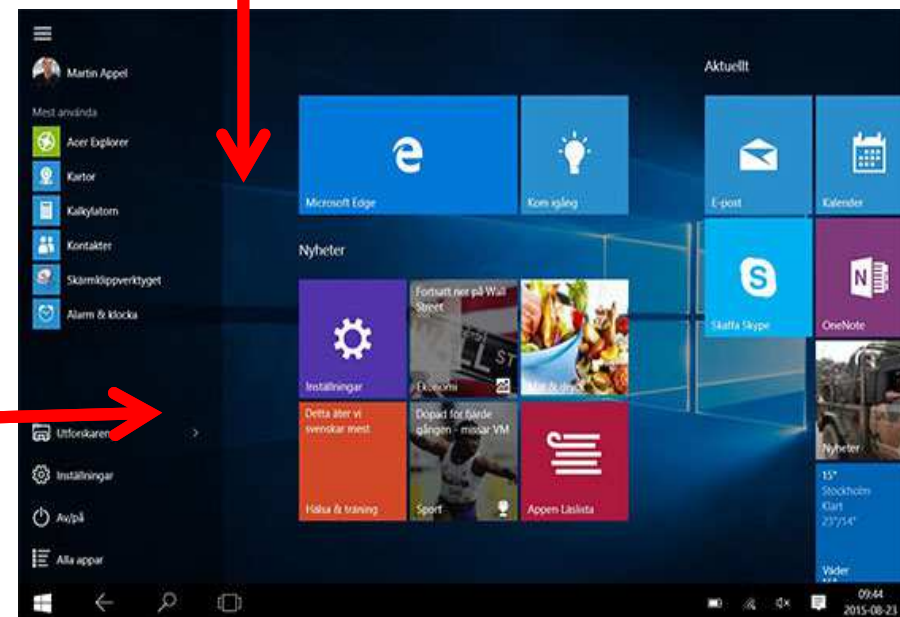 Martin Appel
Mest använda
Acer Explorer
Kartor
Kalkylatorn
Kontakter
Skärmklippverktyget
Alarm & klocka
Utforskaren
Inställningar
Av/på
Alla appar
Microsoft Edge
Kom igång
Nyheter
Inställningar
Fortsatt ner på Wall
Street
Ekonomi
Mat & dryck
Detta äter vi
svenskar mest
Hälsa & träning
Dopad för fjärde
gången - missar VM
Sport
Appen Läslista
Aktuellt
E-post
Kalender
Skaffa Skype
OneNote
Nyheter
15°
Stockholm
Klart
23°/14°
Väder
09:44
2015-08-23